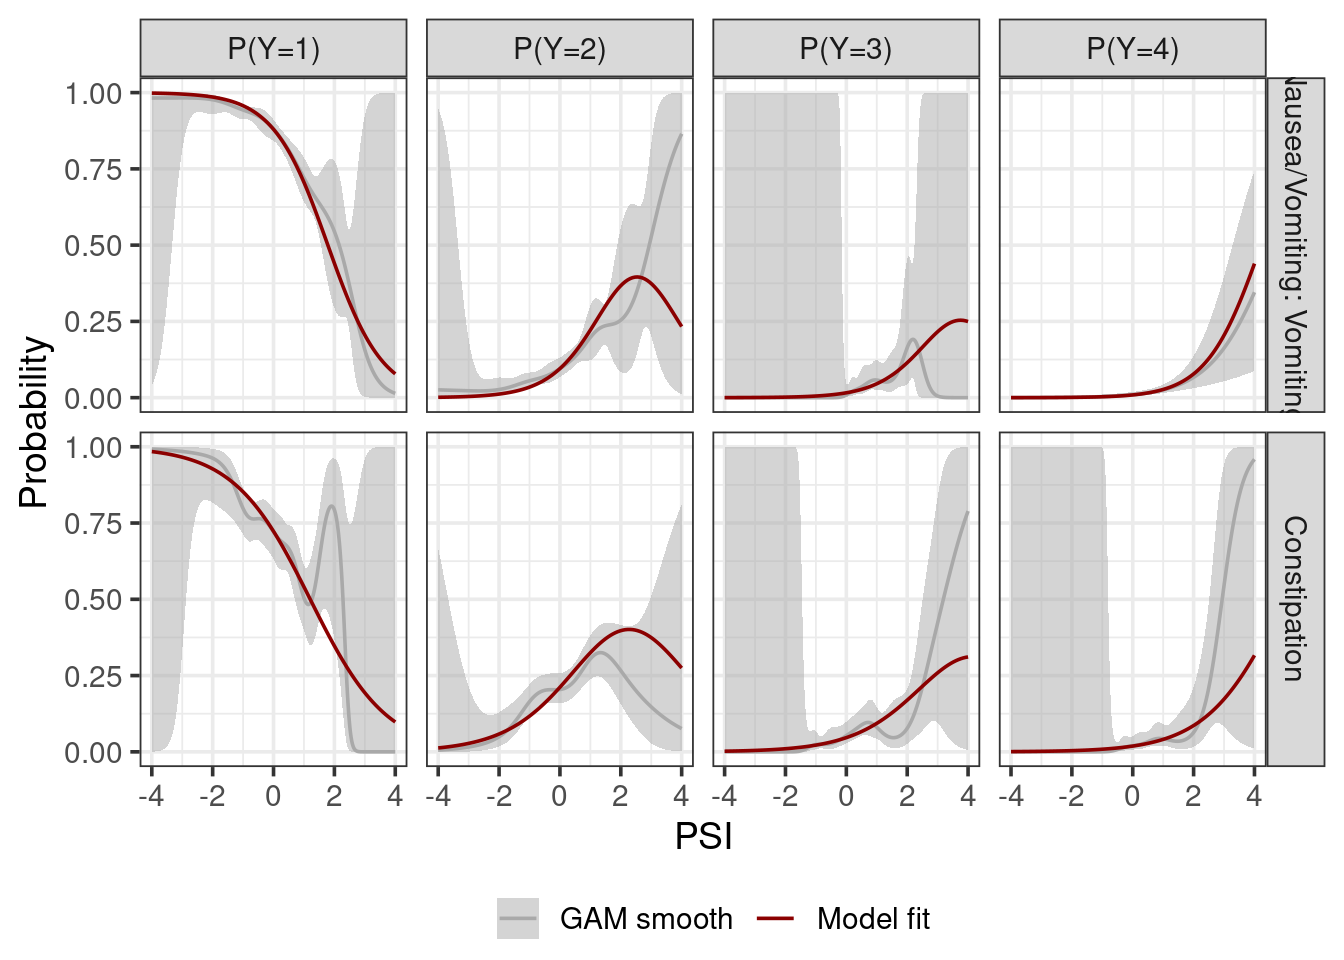 P(Y=1) P(Y=2) P(Y=3) P(Y=4)
1.00
0.75
0.50
0.25
0.00
Vomiting:
1.00
0.75
0.50
0.25
0.00
Constipation
Probability
-4 -2 0 2 4 -4 -2 0 2 4 -4 -2 0 2 4 -4 -2 0 2 4
PSI
GAM smooth Model fit